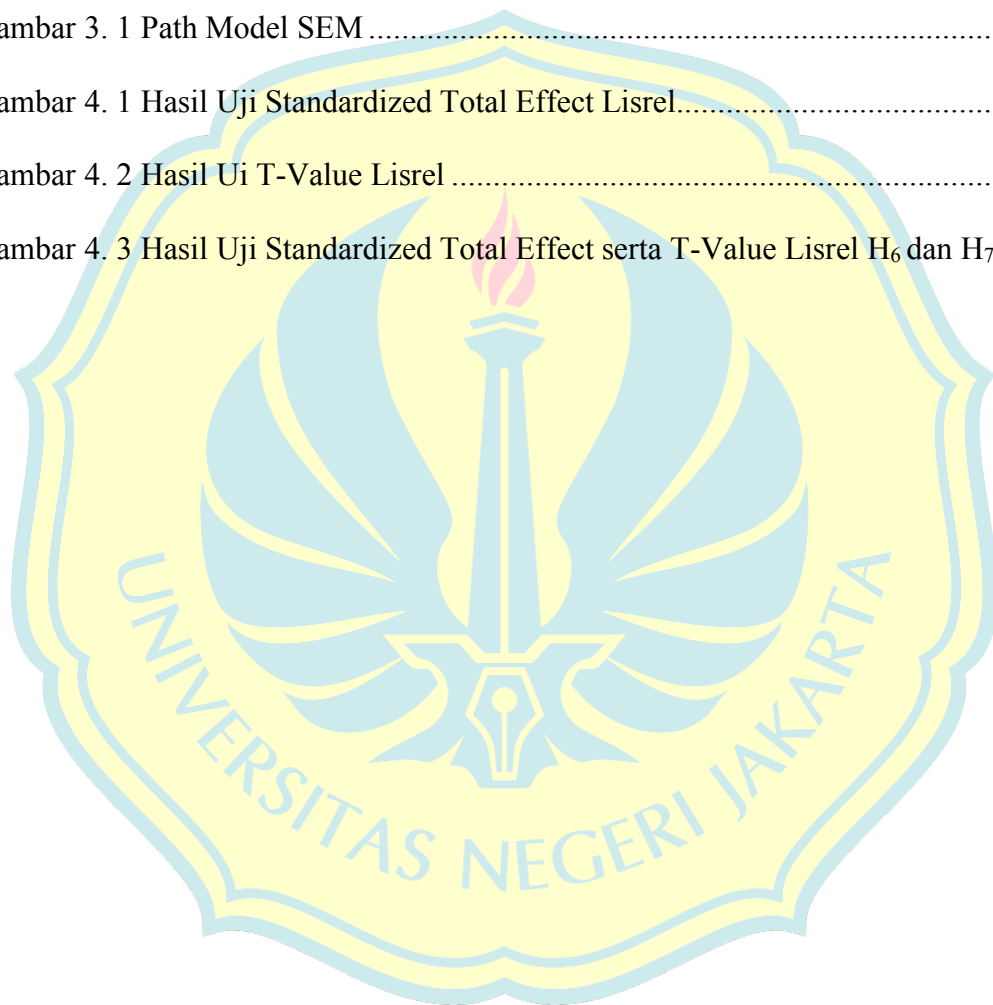 ambar 3. 1 Path Model SEM ........................................................................
ambar 4. 1 Hasil Uji Standardized Total Effect Lisrel......................................
ambar 4. 2 Hasil Ui T-Value Lisrel ..................................................................
ambar 4. 3 Hasil Uji Standardized Total Effect serta T-Value Lisrel H₆ dan H₇
UNIVERSITAS NEGERI JAKARTA